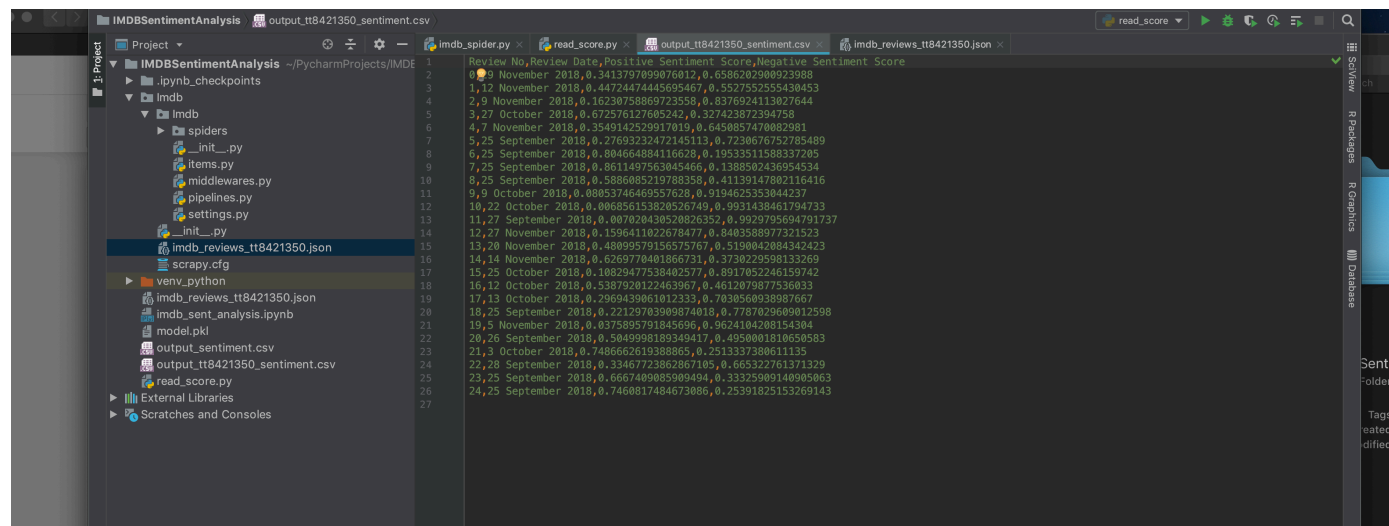 IMDBSentimentAnalysis output_tt8421350_sentiment.csv
read_score
Project
imdb_spider.py read_score.py output_tt8421350_sentiment.csv imdb_reviews_tt8421350.json
1: Project
IMDBSentimentAnalysis ~/PycharmProjects/IMDE
.ipynb_checkpoints
Imdb
Imdb
spiders
__init__.py
items.py
middlewares.py
pipelines.py
settings.py
__init__.py
imdb_reviews_tt8421350.json
scrapy.cfg
venv_python
imdb_reviews_tt8421350.json
imdb_sent_analysis.ipynb
model.pkl
output_sentiment.csv
output_tt8421350_sentiment.csv
read_score.py
External Libraries
Scratches and Consoles
1 Review No,Review Date,Positive Sentiment Score,Negative Sentiment Score
2 0 9 November 2018,0.3413797099076012,0.6586202900923988
3 1,12 November 2018,0.44724474445695467,0.5527552555430453
4 2,9 November 2018,0.16230758869723558,0.8376924113027644
5 3,27 October 2018,0.672576127605242,0.327423872394758
6 4,7 November 2018,0.3549142529917019,0.6450857470082981
7 5,25 September 2018,0.27693232472145113,0.7230676752785489
8 6,25 September 2018,0.804664884116628,0.19533511588337205
9 7,25 September 2018,0.8611497563045466,0.1388502436954534
10 8,25 September 2018,0.5886085219788358,0.41139147802116416
11 9,9 October 2018,0.08053746469557628,0.9194625353044237
12 10,22 October 2018,0.006856153820526749,0.9931438461794733
13 11,27 September 2018,0.007020430520826352,0.9929795694791737
14 12,27 November 2018,0.1596411022678477,0.8403588977321523
15 13,20 November 2018,0.48099579156575767,0.5190042084342423
16 14,14 November 2018,0.6269770401866731,0.3730229598133269
17 15,25 October 2018,0.10829477538402577,0.8917052246159742
18 16,12 October 2018,0.5387920122463967,0.4612079877536033
19 17,13 October 2018,0.2969439061012333,0.7030560938987667
20 18,25 September 2018,0.22129703909874018,0.7787029609012598
21 19,5 November 2018,0.0375895791845696,0.9624104208154304
22 20,26 September 2018,0.5049998189349417,0.4950001810650583
23 21,3 October 2018,0.7486662619388865,0.2513337380611135
24 22,28 September 2018,0.33467723862867105,0.665322761371329
25 23,25 September 2018,0.6667409085909494,0.33325909140905063
26 24,25 September 2018,0.7460817484673086,0.25391825153269143
27
SciView
R Packages
R Graphics
Database
ch
Sent
Folde
Tags
reated
odified